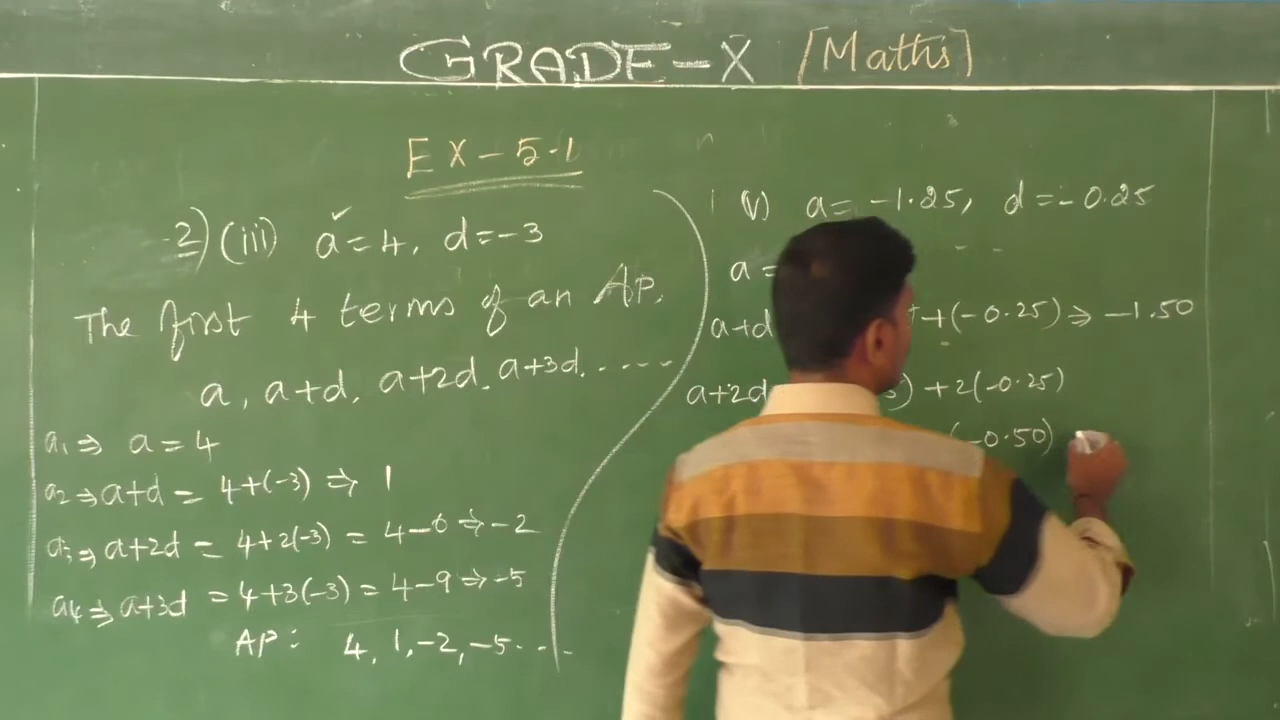 GRADE-X [Maths]
EX-5.1
2) (iii) a=4, d=-3
The first 4 terms of an AP.
a, a+d, a+2d, a+3d.-----
a₁⇒ a=4
a₂⇒ a+d = 4+(-3) ⇒ 1
a₃⇒ a+2d = 4+2(-3) = 4-6 ⇒ -2
a₄⇒ a+3d = 4+3(-3) = 4-9 ⇒ -5
AP: 4, 1, -2, -5----
(V) a= -1.25, d=-0.25
a=
a+d +(-0.25) ⇒ -1.50
a+2d ) + 2(-0.25)
(-0.50)